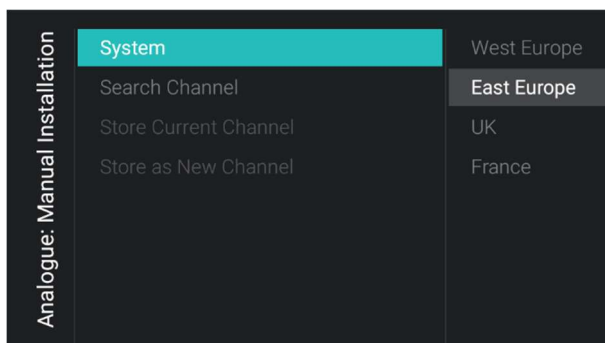 Analogue: Manual Installation
System
Search Channel
Store Current Channel
Store as New Channel
West Europe
East Europe
UK
France